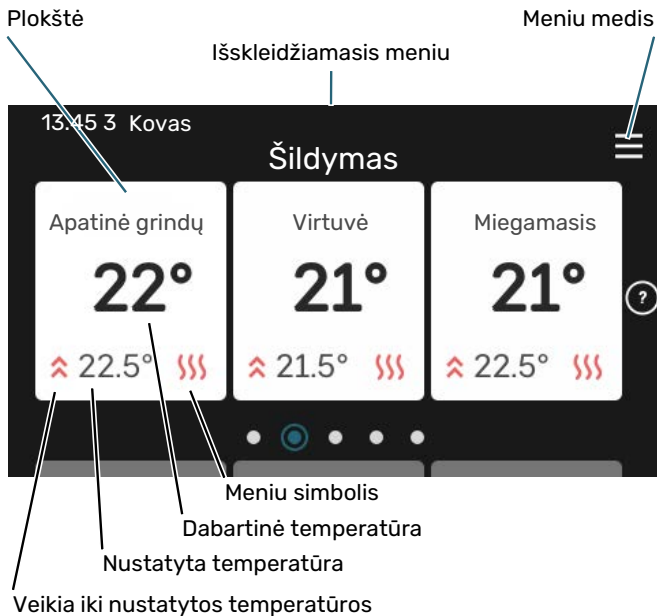 Plokštė
Meniu medis
Išskleidžiamasis meniu
13.45 3 Kovas
Šildymas
Apatinė grindų
Virtuvė
Miegamasis
22°
21°
21°
?
22.5°
21.5°
22.5°
Meniu simbolis
Dabartinė temperatūra
Nustatyta temperatūra
Veikia iki nustatytos temperatūros